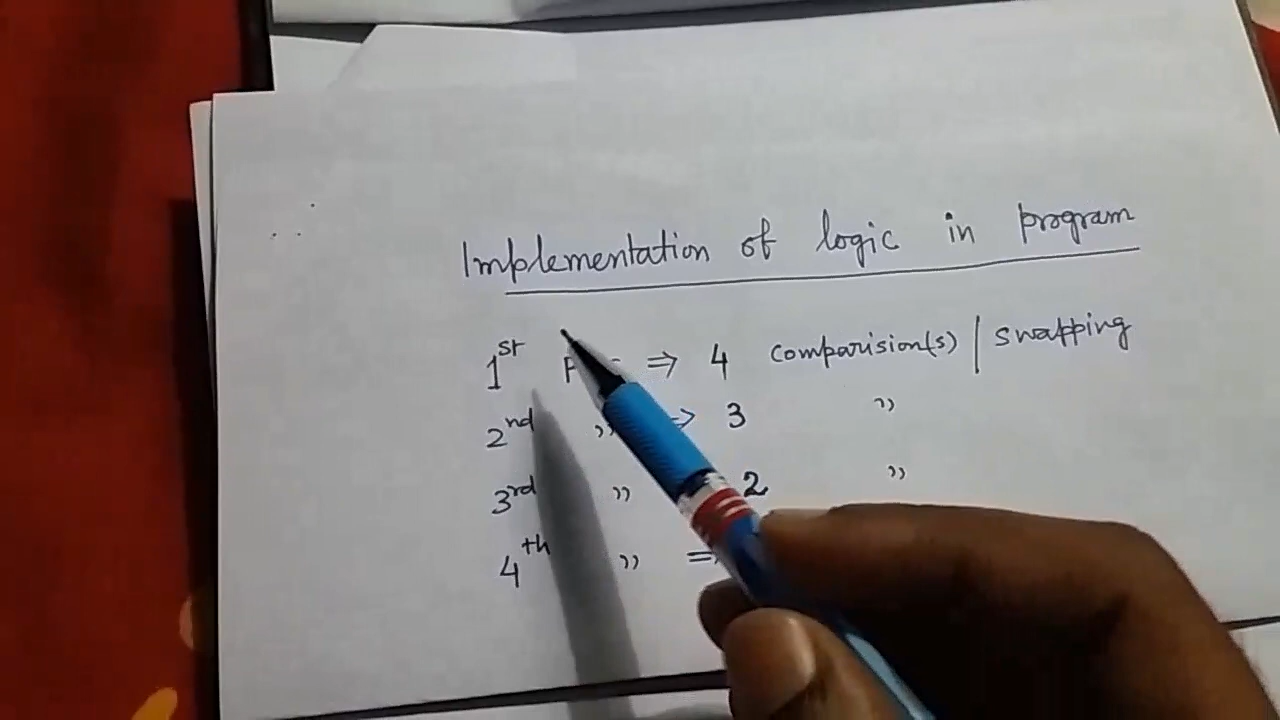 Implementation of logic in program
1st ⇒ 4 Comparision(s) / swapping
2nd ,, ⇒ 3 ,,
3rd ,, 2 ,,
4th ,, ⇒